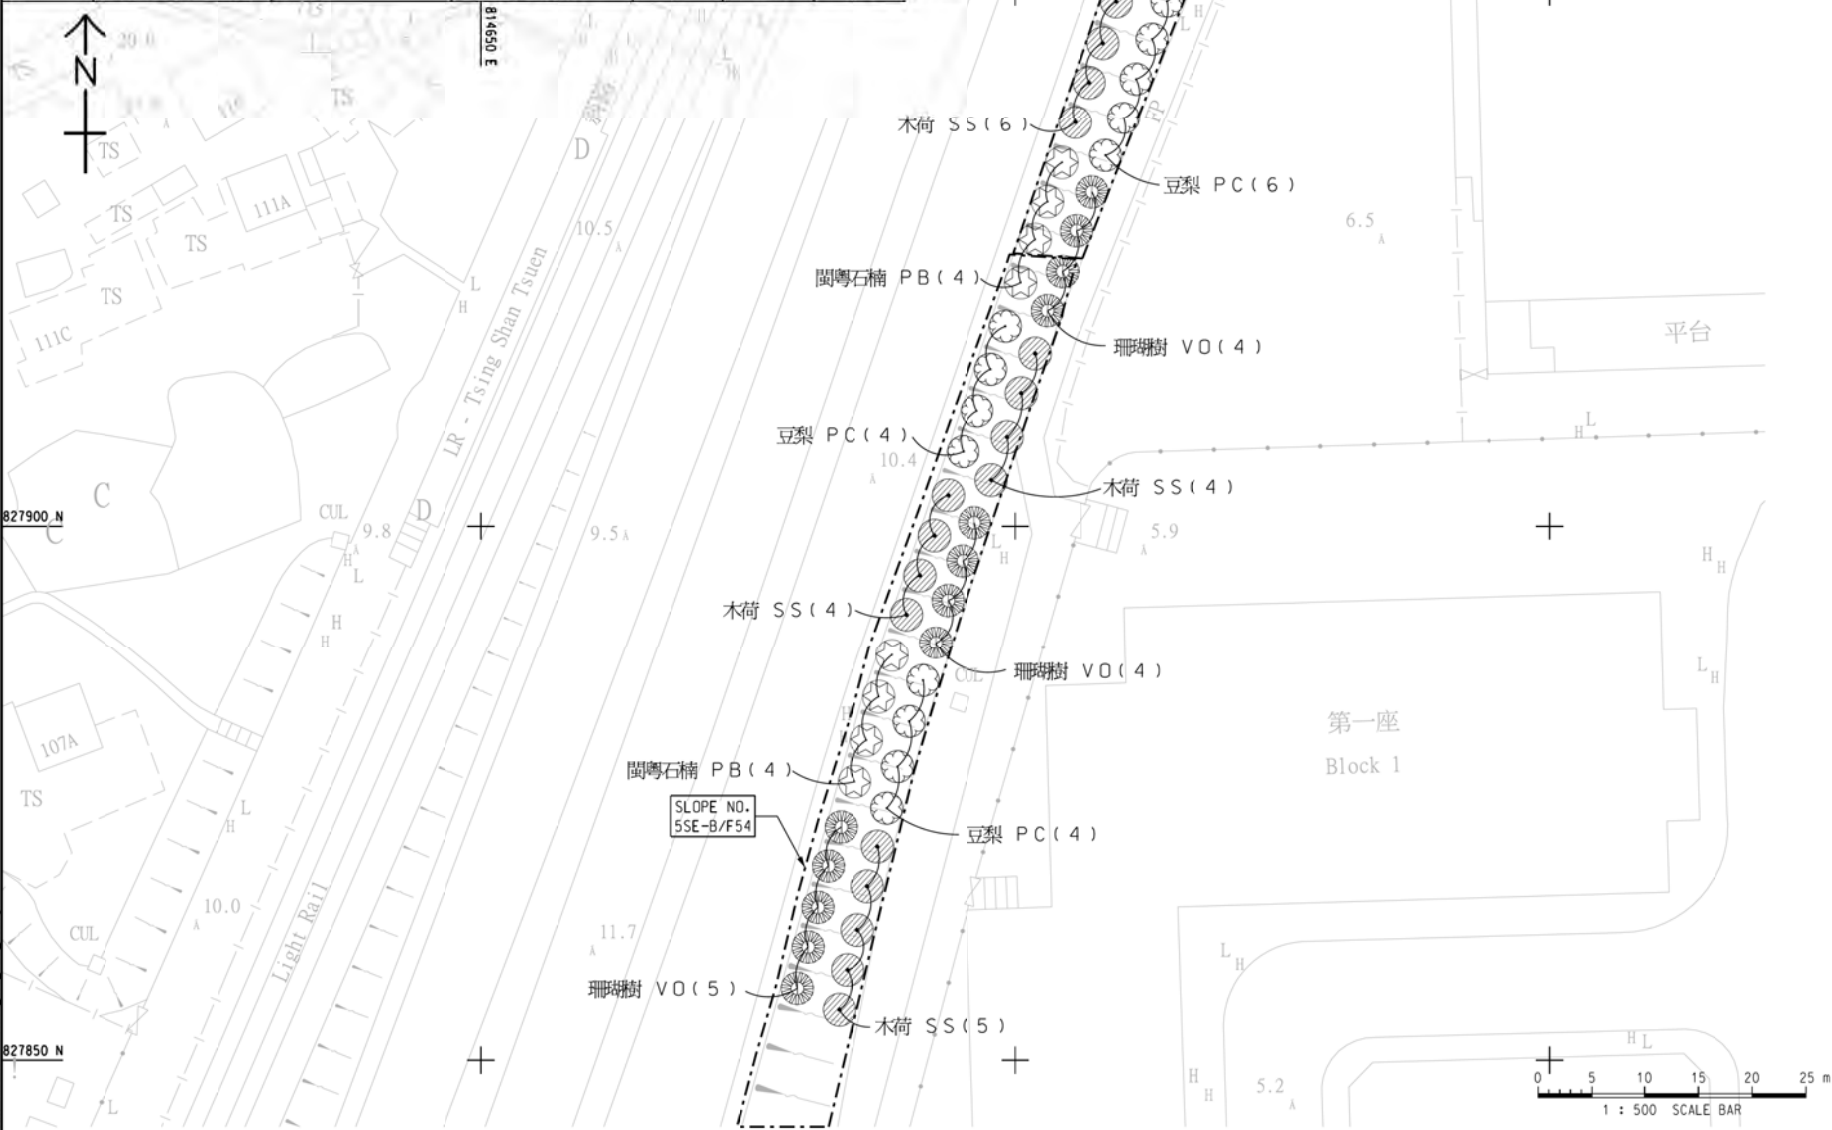 814650 E
N
20.0
TS
木荷 SS(6)
D
TS
豆梨 PC(6)
111A
TS
TS
10.5
6.5
TS
L
H
閩粵石楠 PB(4)
111C
LR - Tsing Shan Tsuen
珊瑚樹 VO(4)
平台
豆梨 PC(4)
10.4
L
H
木荷 SS(4)
C
827900 N
C
CUL
D
9.8
9.5
5.9
L
H
H
L
H
H
木荷 SS(4)
H
H
珊瑚樹 VO(4)
CUL
L
H
107A
H
第一座
Block 1
閩粵石楠 PB(4)
TS
SLOPE NO.
5SE-B/F54
L
H
豆梨 PC(4)
10.0
CUL
11.7
Light Rail
L
H
珊瑚樹 VO(5)
木荷 SS(5)
827850 N
H
L
H
H
5.2
L
0 5 10 15 20 25 m
1 : 500 SCALE BAR